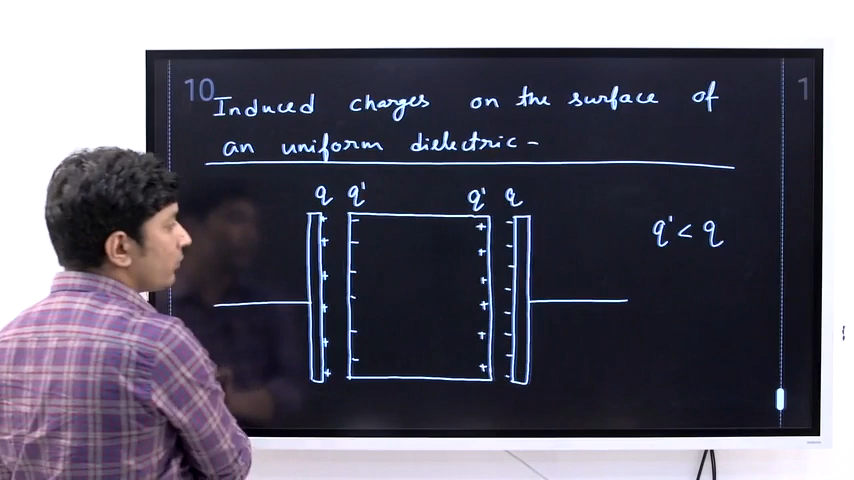 10
1
Induced charges on the surface of
an uniform dielectric -
q q' q' q
q' < q